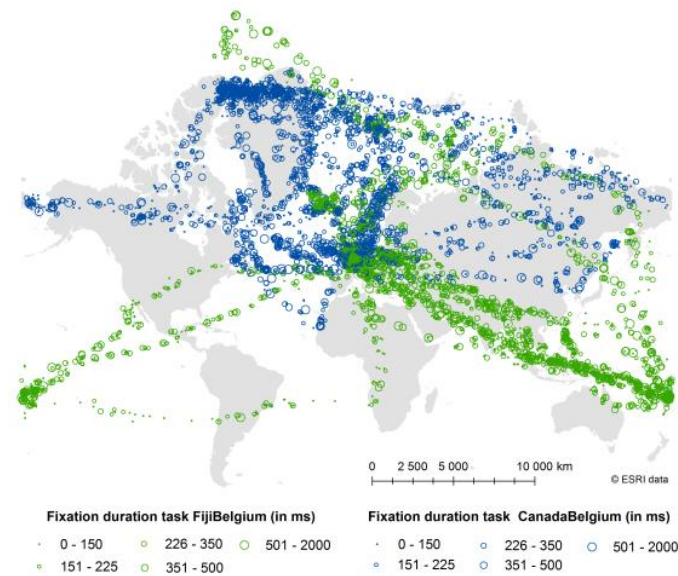 0 2 500 5 000 10 000 km
© ESRI data
Fixation duration task FijiBelgium (in ms)
0 - 150 226 - 350 501 - 2000
151 - 225 351 - 500
Fixation duration task CanadaBelgium (in ms)
0 - 150 226 - 350 501 - 2000
151 - 225 351 - 500